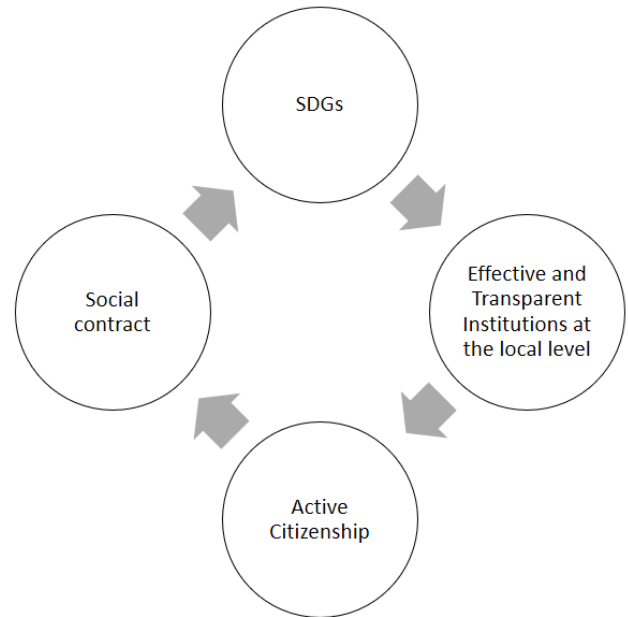 SDGs
Effective and
Transparent
Institutions at
the local level
Active
Citizenship
Social
contract